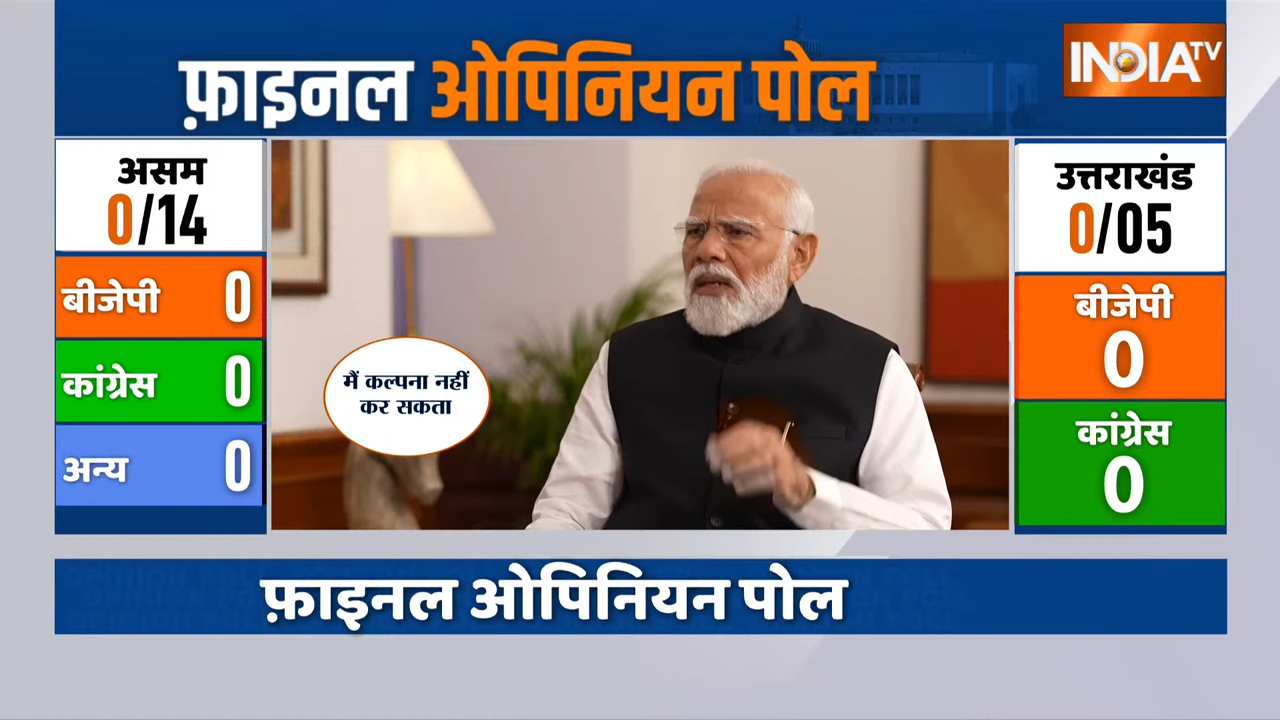 फ़ाइनल ओपिनियन पोल
INDIA TV
असम
0/14
बीजेपी 0
कांग्रेस 0
अन्य 0
मैं कल्पना नहीं
कर सकता
उत्तराखंड
0/05
बीजेपी
0
कांग्रेस
0
फ़ाइनल ओपिनियन पोल